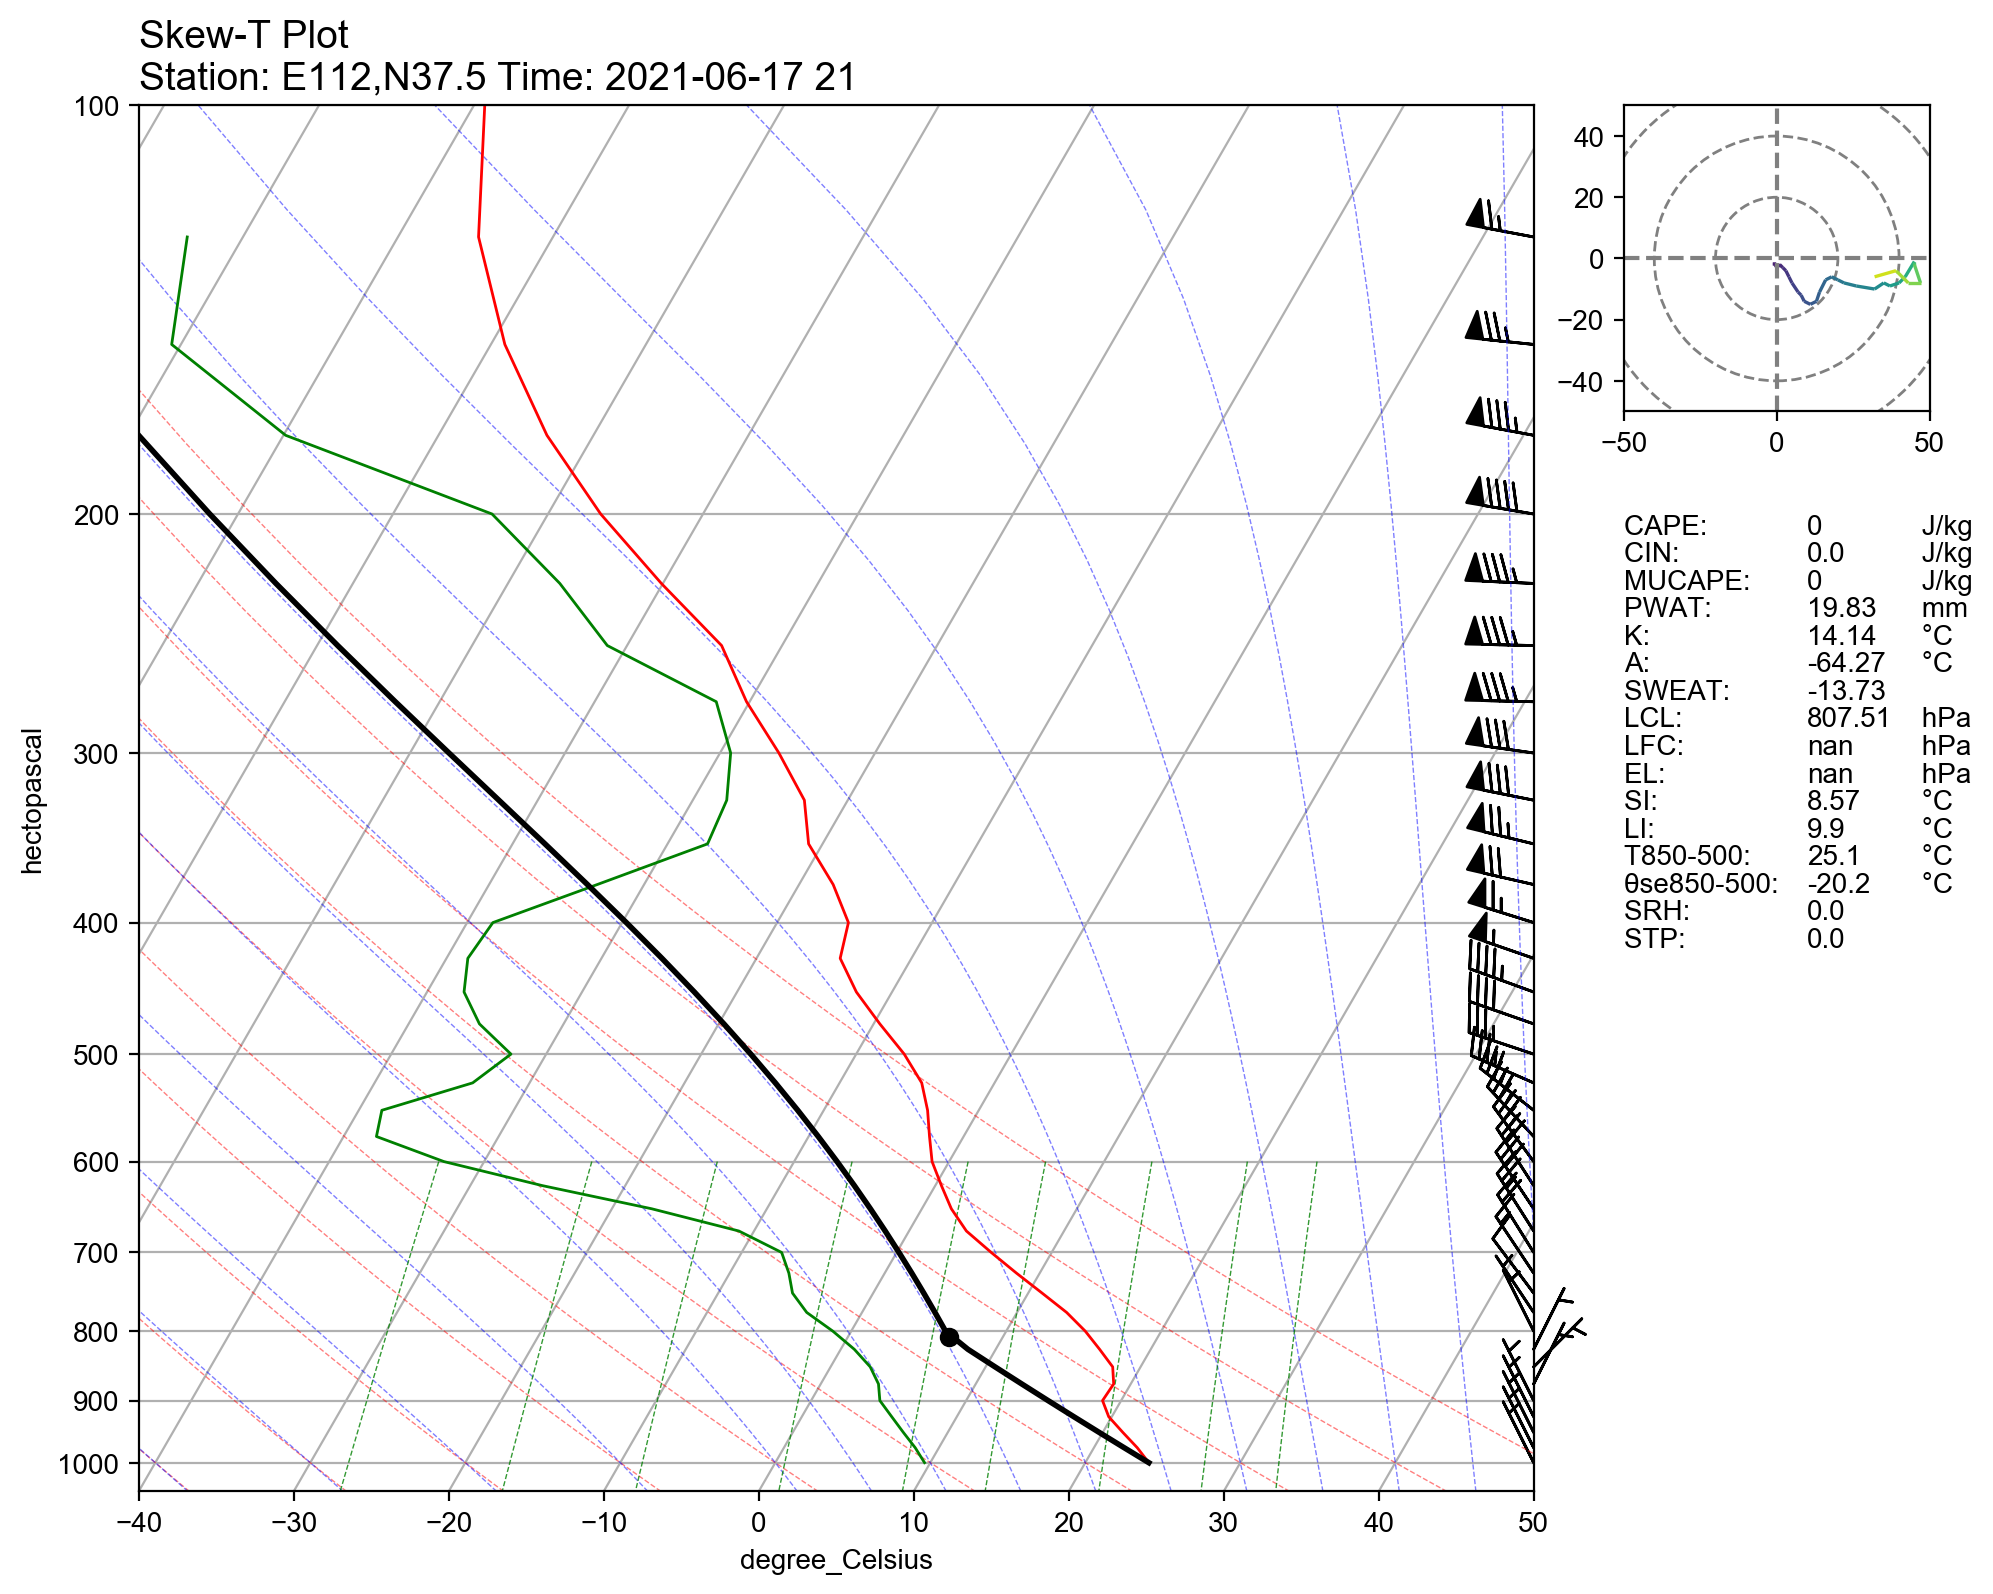 Skew-T Plot
Station: E112,N37.5 Time: 2021-06-17 21
100
200
300
400
500
600
700
800
900
1000
hectopascal
−40 −30 −20 −10 0 10 20 30 40 50
degree_Celsius
40
20
0
−20
−40
−50 0 50
CAPE: 0 J/kg
CIN: 0.0 J/kg
MUCAPE: 0 J/kg
PWAT: 19.83 mm
K: 14.14 °C
A: -64.27 °C
SWEAT: -13.73
LCL: 807.51 hPa
LFC: nan hPa
EL: nan hPa
SI: 8.57 °C
LI: 9.9 °C
T850-500: 25.1 °C
θse850-500: -20.2 °C
SRH: 0.0
STP: 0.0